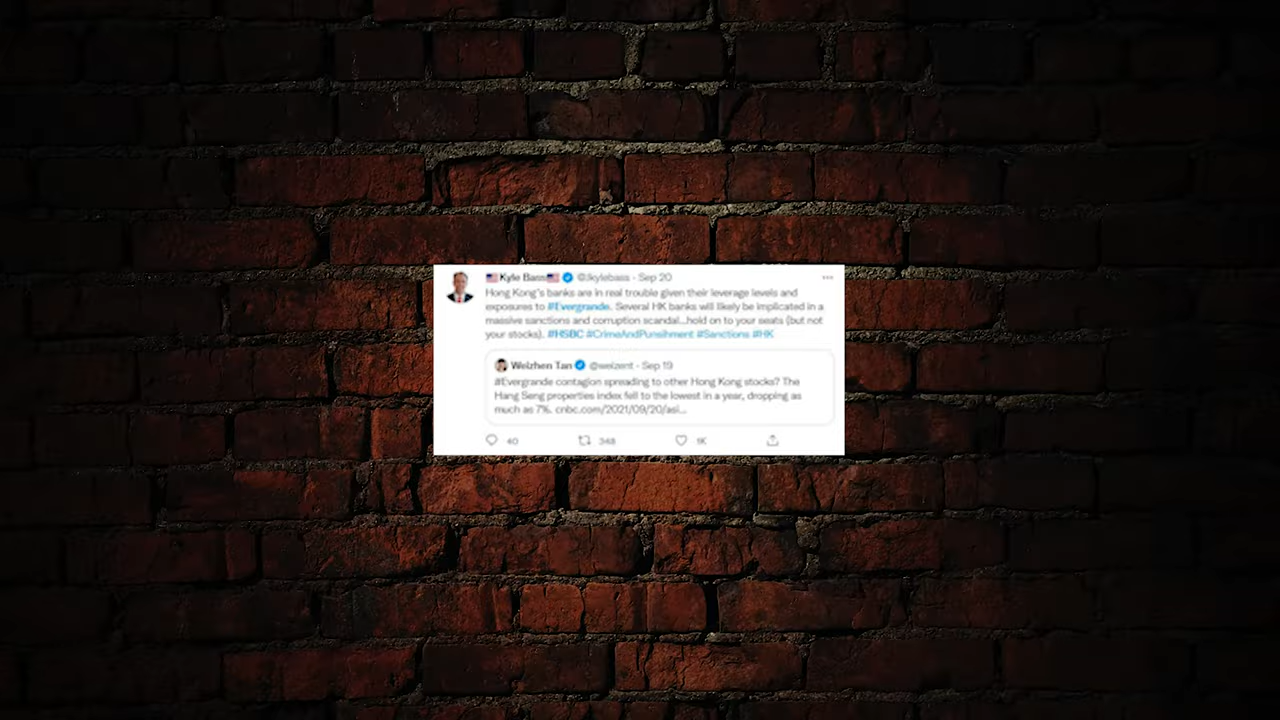 🇺🇸Kyle Bass🇺🇸 @Jkylebass · Sep 20
Hong Kong's banks are in real trouble given their leverage levels and
exposures to #Evergrande. Several HK banks will likely be implicated in a
massive sanctions and corruption scandal...hold on to your seats (but not
your stocks). #HSBC #CrimeAndPunsihment #Sanctions #HK
Weizhen Tan @weizent · Sep 19
#Evergrande contagion spreading to other Hong Kong stocks? The
Hang Seng properties index fell to the lowest in a year, dropping as
much as 7%. cnbc.com/2021/09/20/asi...
40 348 1K